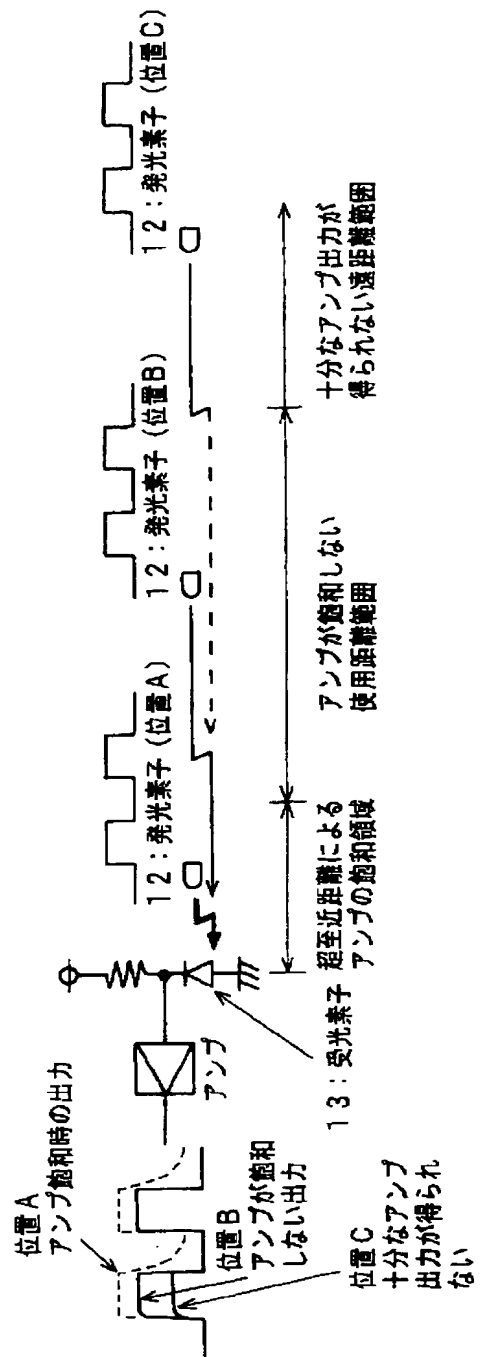 位置A
アンプ飽和時の出力
位置B
アンプが飽和
しない出力
位置C
十分なアンプ
出力が得られ
ない
アンプ
13:受光素子
12:発光素子(位置A)
12:発光素子(位置B)
12:発光素子(位置C)
超至近距離による
アンプの飽和領域
アンプが飽和しない
使用距離範囲
十分なアンプ出力が
得られない遠距離範囲